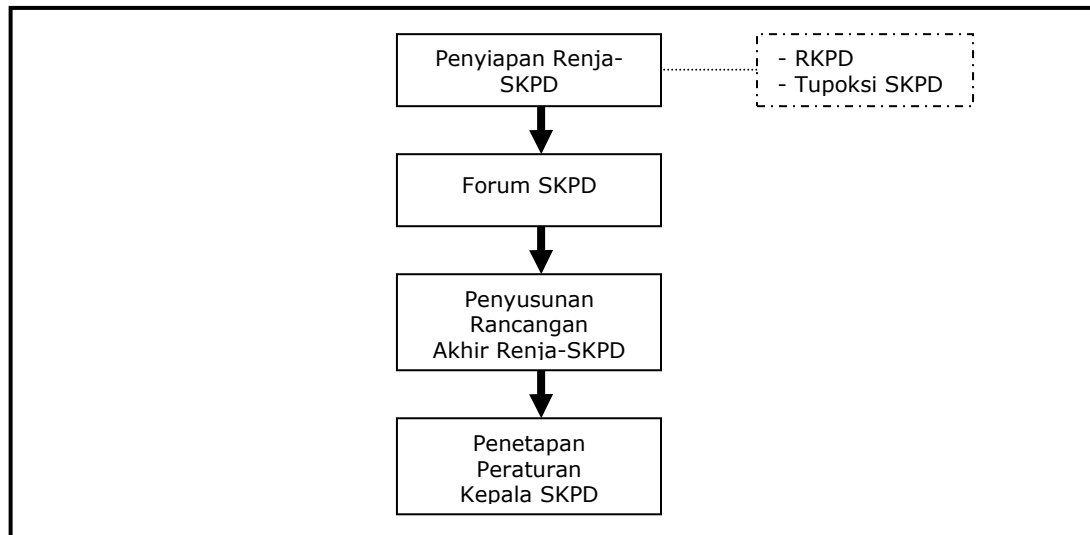 Penyiapan Renja-
SKPD
- RKPD
- Tupoksi SKPD
Forum SKPD
Penyusunan
Rancangan
Akhir Renja-SKPD
Penetapan
Peraturan
Kepala SKPD